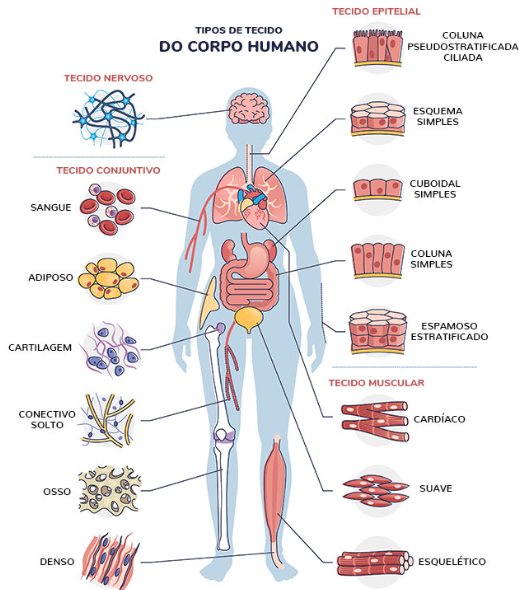 TIPOS DE TECIDO
DO CORPO HUMANO
TECIDO NERVOSO
TECIDO CONJUNTIVO
SANGUE
ADIPOSO
CARTILAGEM
CONECTIVO
SOLTO
OSSO
DENSO
TECIDO EPITELIAL
COLUNA
PSEUDOSTRATIFICADA
CILIADA
ESQUEMA
SIMPLES
CUBOIDAL
SIMPLES
COLUNA
SIMPLES
ESPAMOSO
ESTRATIFICADO
TECIDO MUSCULAR
CARDÍACO
SUAVE
ESQUELÉTICO